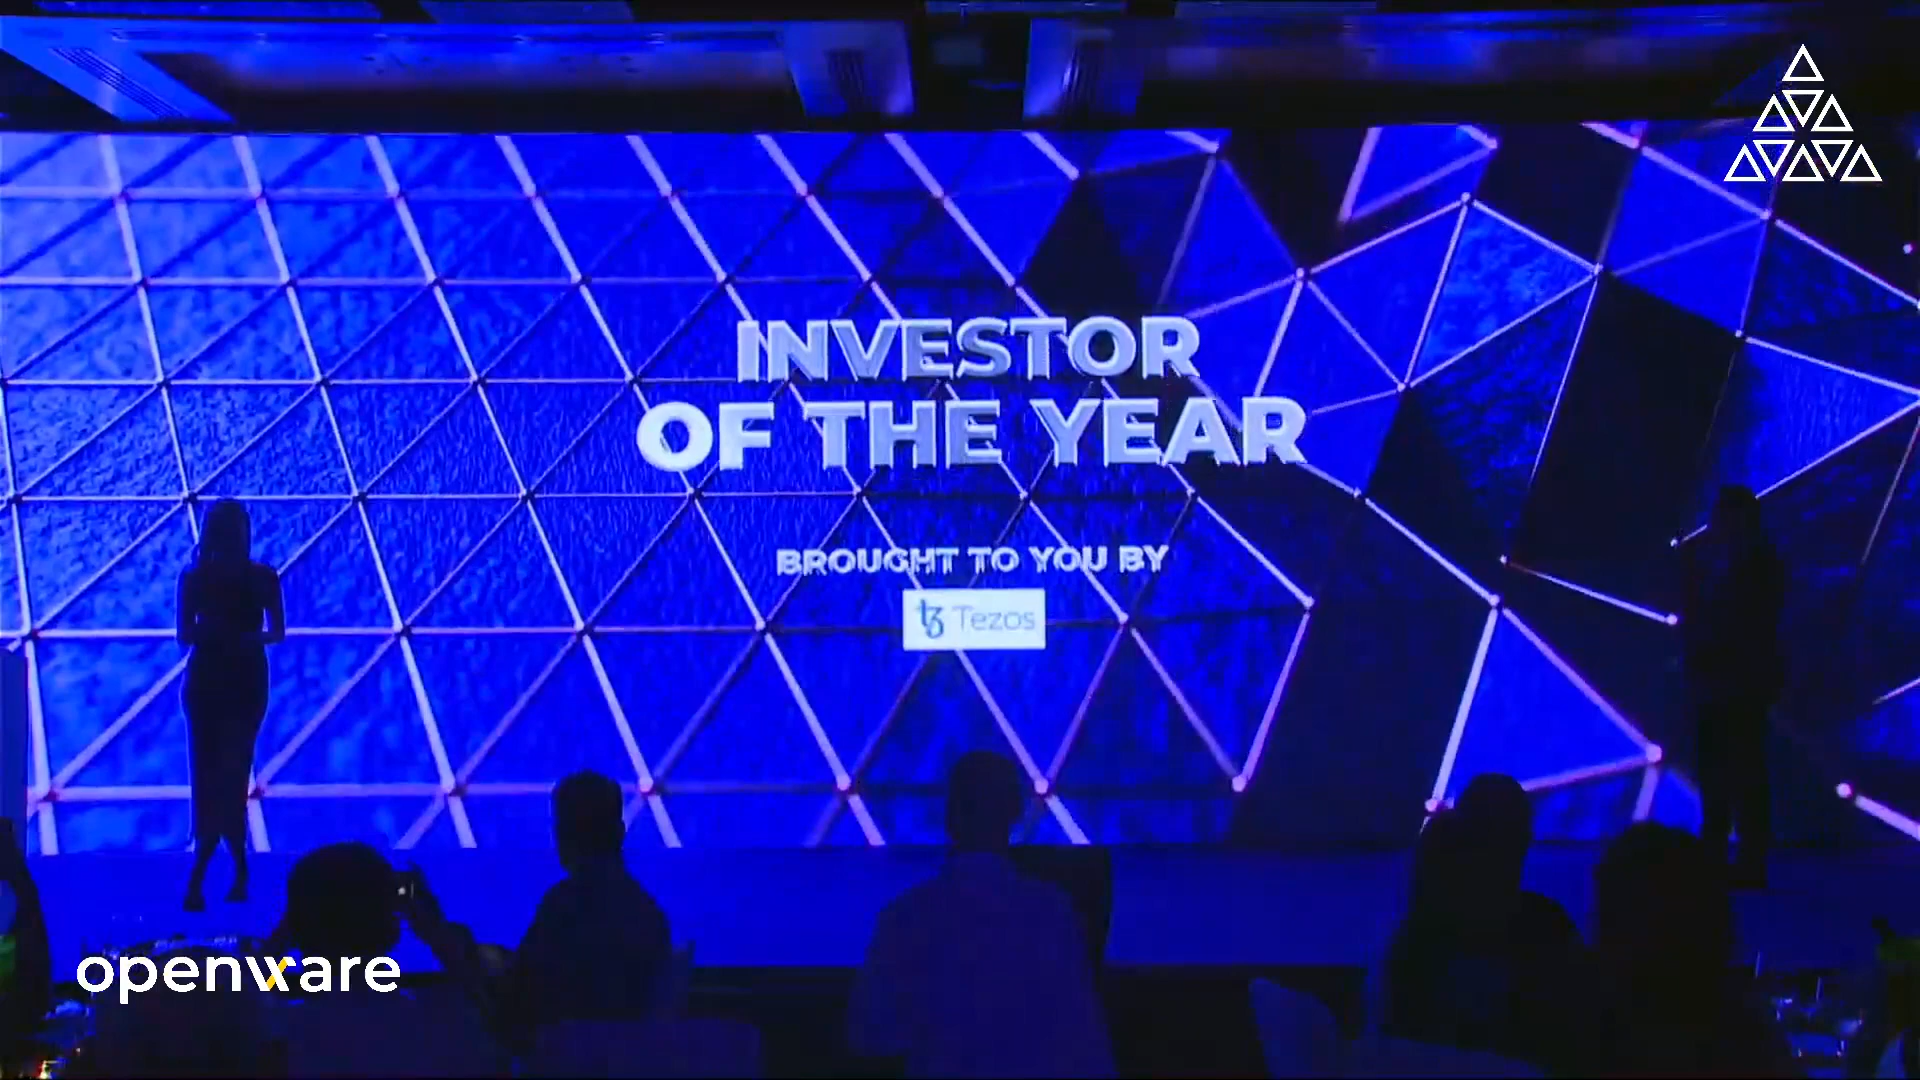 INVESTOR
OF THE YEAR
BROUGHT TO YOU BY
Tezos
openware